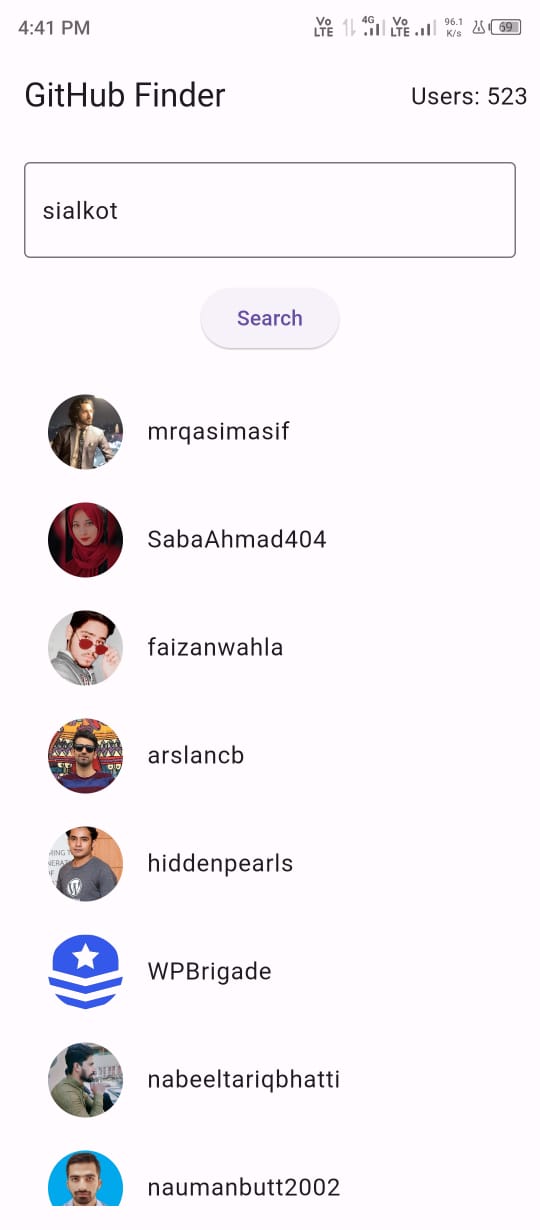 4:41 PM
Vo LTE 4G Vo LTE 96.1 K/s 69
GitHub Finder
Users: 523
sialkot
Search
mrqasimasif
SabaAhmad404
faizanwahla
arslancb
hiddenpearls
WPBrigade
nabeeltariqbhatti
naumanbutt2002